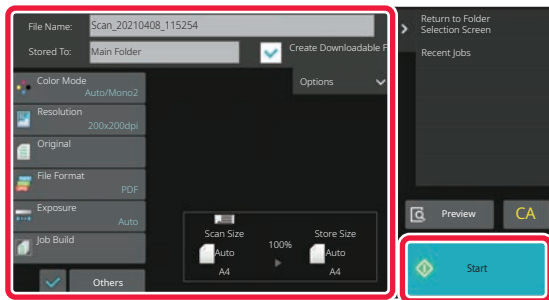 File Name:
Scan_20210408_115254
Stored To:
Main Folder
Create Downloadable F
Options
Color Mode
Auto/Mono2
Resolution
200x200dpi
Original
File Format
PDF
Exposure
Auto
Job Build
Others
Scan Size
Auto
A4
100%
Store Size
Auto
A4
Return to Folder
Selection Screen
Recent Jobs
Preview
CA
Start